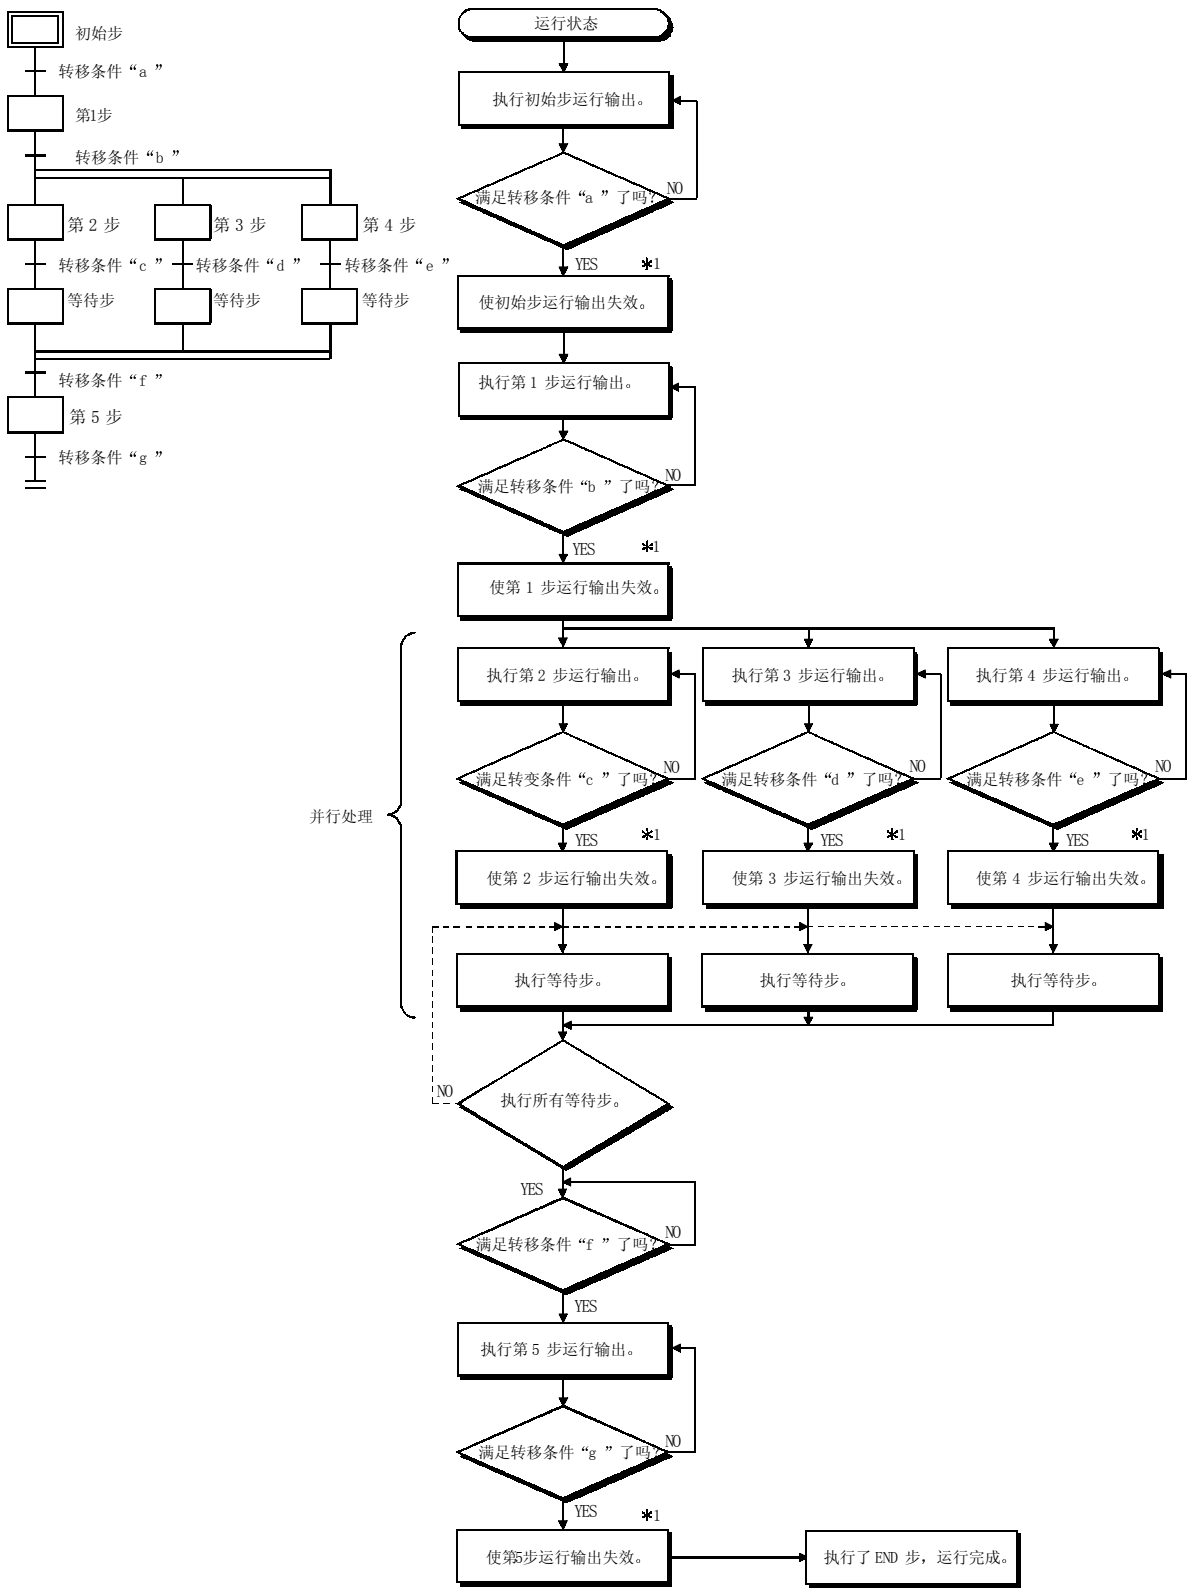 初始步
转移条件“a ”
第1步
转移条件“b ”
第 2 步
第 3 步
第 4 步
转移条件“c ”
转移条件“d ”
转移条件“e ”
等待步
等待步
等待步
转移条件“f ”
第 5 步
转移条件“g ”
运行状态
执行初始步运行输出。
满足转移条件“a ”了吗?
NO
YES
*1
使初始步运行输出失效。
执行第 1 步运行输出。
满足转移条件“b ”了吗?
NO
YES
*1
使第 1 步运行输出失效。
并行处理
执行第 2 步运行输出。
执行第 3 步运行输出。
执行第 4 步运行输出。
满足转变条件“c ”了吗?
NO
满足转移条件“d ”了吗?
NO
满足转移条件“e ”了吗?
NO
YES
*1
YES
*1
YES
*1
使第 2 步运行输出失效。
使第 3 步运行输出失效。
使第 4 步运行输出失效。
执行等待步。
执行等待步。
执行等待步。
NO
执行所有等待步。
YES
满足转移条件“f ”了吗?
NO
YES
执行第 5 步运行输出。
满足转移条件“g ”了吗?
NO
YES
*1
使第5步运行输出失效。
执行了 END 步，运行完成。